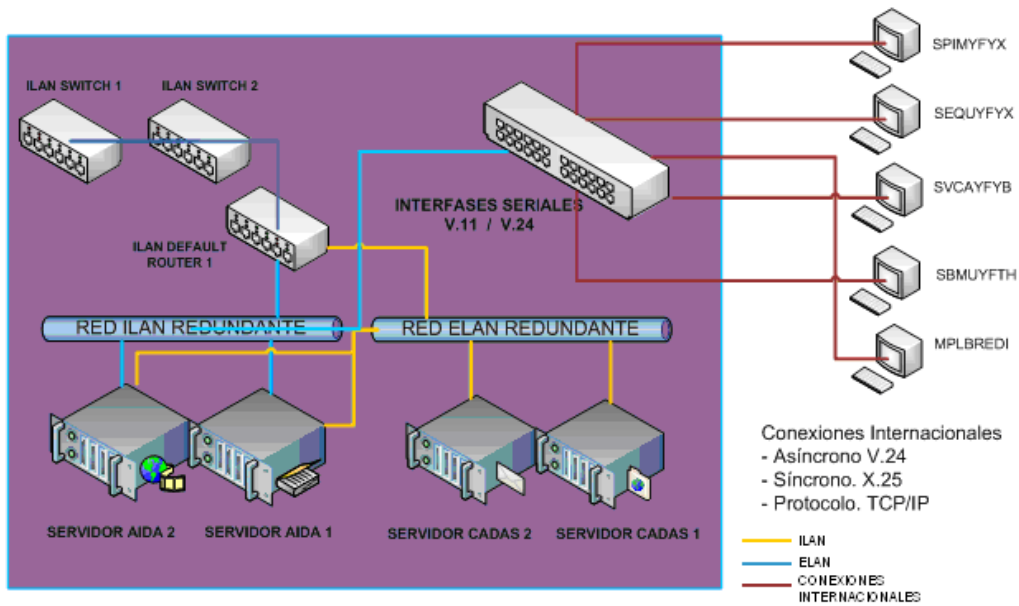 ILAN SWITCH 1
ILAN SWITCH 2
ILAN DEFAULT
ROUTER 1
INTERFASES SERIALES
V.11 / V.24
RED ILAN REDUNDANTE
RED ELAN REDUNDANTE
SERVIDOR AIDA 2
SERVIDOR AIDA 1
SERVIDOR CADAS 2
SERVIDOR CADAS 1
SPIMYFYX
SEQUYFYX
SVCAYFYB
SBMUYFTH
MPLBREDI
Conexiones Internacionales
- Asíncrono V.24
- Síncrono. X.25
- Protocolo. TCP/IP
ILAN
ELAN
CONEXIONES
INTERNACIONALES